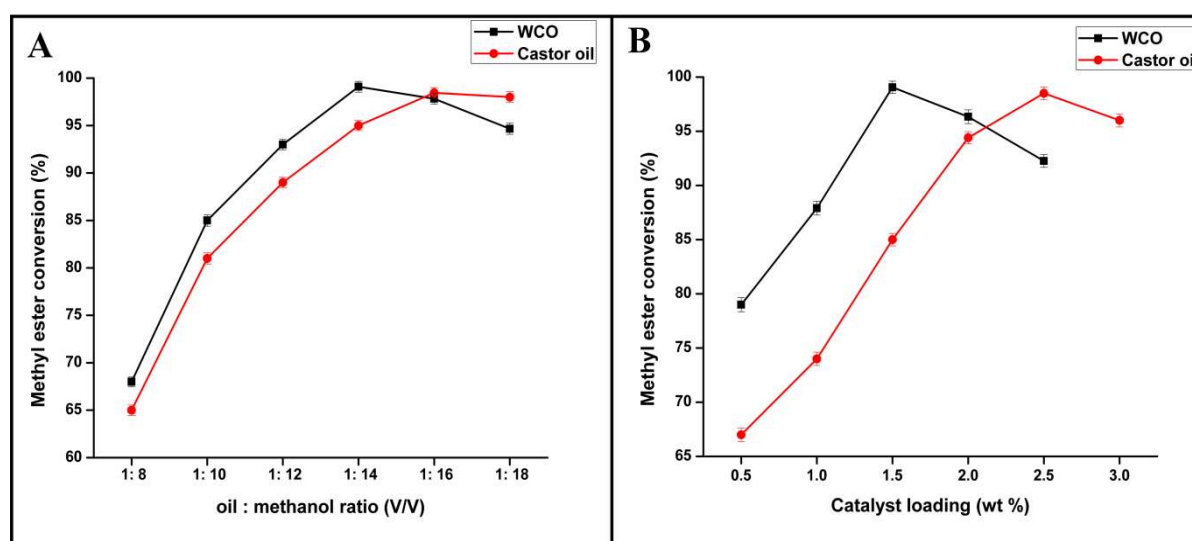 A
WCO
Castor oil
Methyl ester conversion (%)
100
95
90
85
80
75
70
65
60
1: 8
1: 10
1: 12
1: 14
1: 16
1: 18
oil : methanol ratio (V/V)
B
WCO
Castor oil
Methyl ester conversion (%)
100
95
90
85
80
75
70
65
0.5
1.0
1.5
2.0
2.5
3.0
Catalyst loading (wt %)